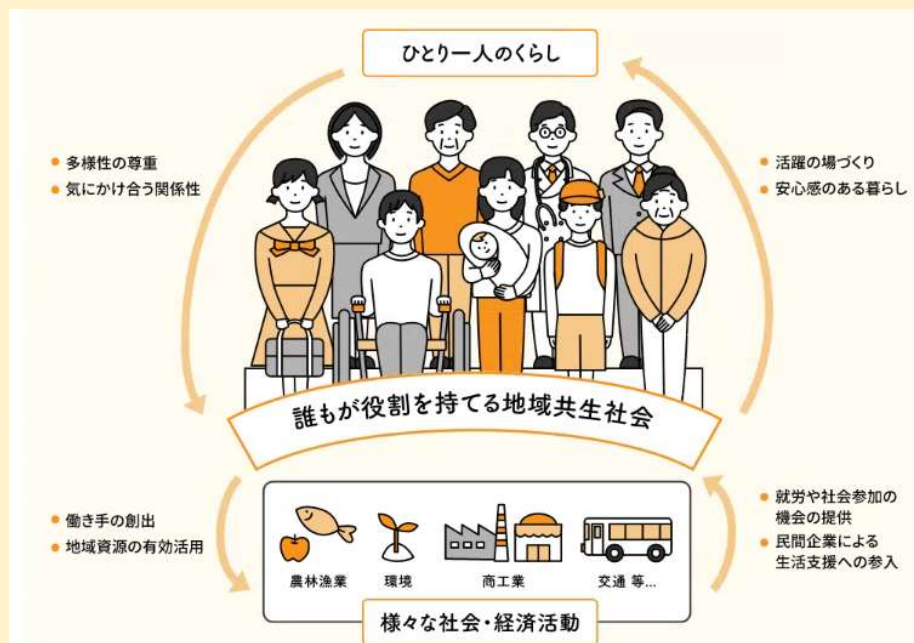 ひとり一人のくらし
● 多様性の尊重
● 気にかけ合う関係性
● 活躍の場づくり
● 安心感のある暮らし
誰もが役割を持てる地域共生社会
● 働き手の創出
● 地域資源の有効活用
● 就労や社会参加の
機会の提供
● 民間企業による
生活支援への参入
農林漁業 環境 商工業 交通 等...
様々な社会・経済活動